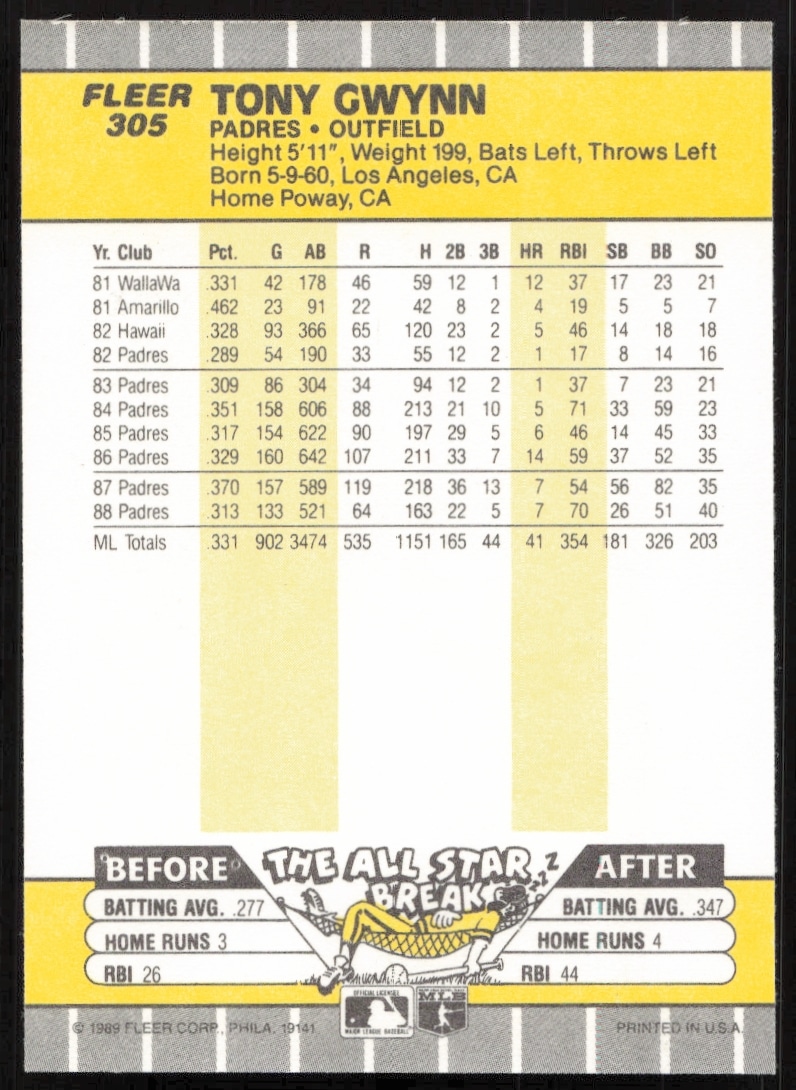 FLEER TONY GWYNN
305 PADRES • OUTFIELD
Height 5'11", Weight 199, Bats Left, Throws Left
Born 5-9-60, Los Angeles, CA
Home Poway, CA
Yr. Club Pct. G AB R H 2B 3B HR RBI SB BB SO
81 WallaWa .331 42 178 46 59 12 1 12 37 17 23 21
81 Amarillo .462 23 91 22 42 8 2 4 19 5 5 7
82 Hawaii .328 93 366 65 120 23 2 5 46 14 18 18
82 Padres .289 54 190 33 55 12 2 1 17 8 14 16
83 Padres .309 86 304 34 94 12 2 1 37 7 23 21
84 Padres .351 158 606 88 213 21 10 5 71 33 59 23
85 Padres .317 154 622 90 197 29 5 6 46 14 45 33
86 Padres .329 160 642 107 211 33 7 14 59 37 52 35
87 Padres .370 157 589 119 218 36 13 7 54 56 82 35
88 Padres .313 133 521 64 163 22 5 7 70 26 51 40
ML Totals .331 902 3474 535 1151 165 44 41 354 181 326 203
BEFORE THE ALL STAR BREAK zzZZ AFTER
BATTING AVG. .277 BATTING AVG. .347
HOME RUNS 3 HOME RUNS 4
RBI 26 RBI 44
OFFICIAL LICENSEE
MAJOR LEAGUE BASEBALL
MLB
© 1989 FLEER CORP., PHILA. 19141 PRINTED IN U.S.A.